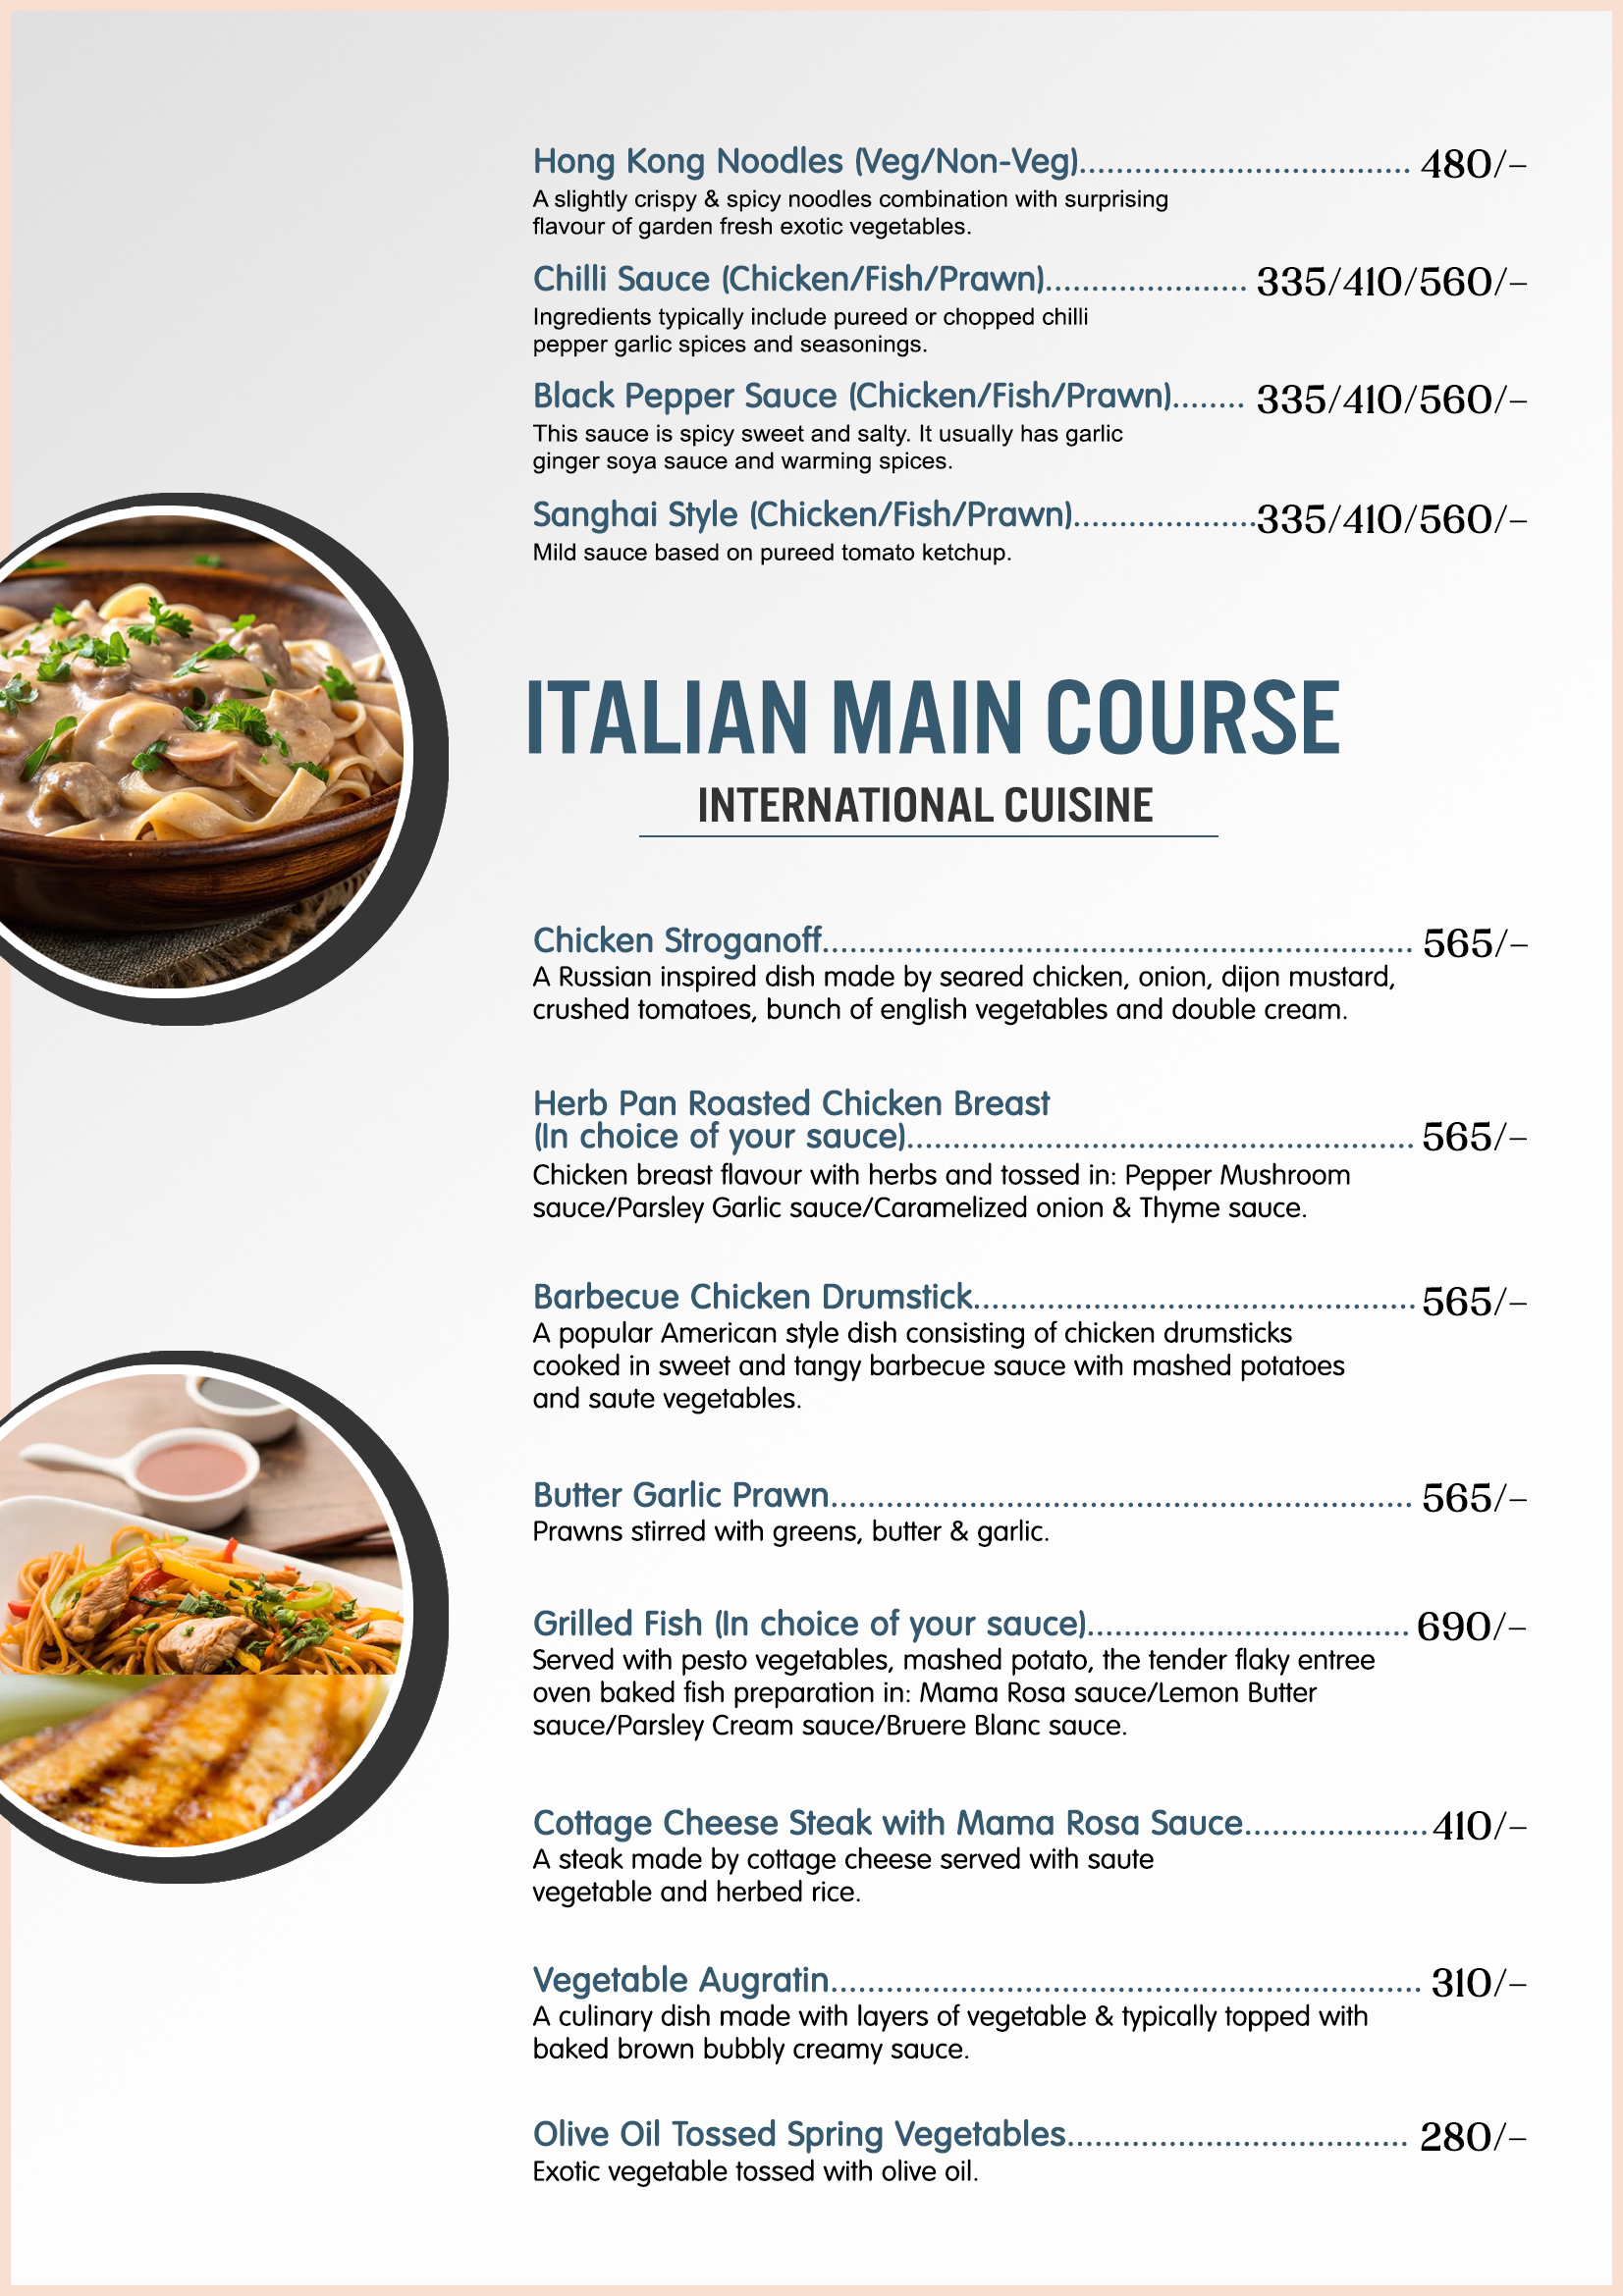 Hong Kong Noodles (Veg/Non-Veg)................................... 480/-
A slightly crispy & spicy noodles combination with surprising
flavour of garden fresh exotic vegetables.
Chilli Sauce (Chicken/Fish/Prawn)..................... 335/410/560/-
Ingredients typically include pureed or chopped chilli
pepper garlic spices and seasonings.
Black Pepper Sauce (Chicken/Fish/Prawn)........ 335/410/560/-
This sauce is spicy sweet and salty. It usually has garlic
ginger soya sauce and warming spices.
Sanghai Style (Chicken/Fish/Prawn)...................335/410/560/-
Mild sauce based on pureed tomato ketchup.
ITALIAN MAIN COURSE
INTERNATIONAL CUISINE
Chicken Stroganoff.............................................................. 565/-
A Russian inspired dish made by seared chicken, onion, dijon mustard,
crushed tomatoes, bunch of english vegetables and double cream.
Herb Pan Roasted Chicken Breast
(In choice of your sauce)..................................................... 565/-
Chicken breast flavour with herbs and tossed in: Pepper Mushroom
sauce/Parsley Garlic sauce/Caramelized onion & Thyme sauce.
Barbecue Chicken Drumstick............................................... 565/-
A popular American style dish consisting of chicken drumsticks
cooked in sweet and tangy barbecue sauce with mashed potatoes
and saute vegetables.
Butter Garlic Prawn............................................................. 565/-
Prawns stirred with greens, butter & garlic.
Grilled Fish (In choice of your sauce).................................. 690/-
Served with pesto vegetables, mashed potato, the tender flaky entree
oven baked fish preparation in: Mama Rosa sauce/Lemon Butter
sauce/Parsley Cream sauce/Bruere Blanc sauce.
Cottage Cheese Steak with Mama Rosa Sauce...................410/-
A steak made by cottage cheese served with saute
vegetable and herbed rice.
Vegetable Augratin.............................................................. 310/-
A culinary dish made with layers of vegetable & typically topped with
baked brown bubbly creamy sauce.
Olive Oil Tossed Spring Vegetables.................................... 280/-
Exotic vegetable tossed with olive oil.